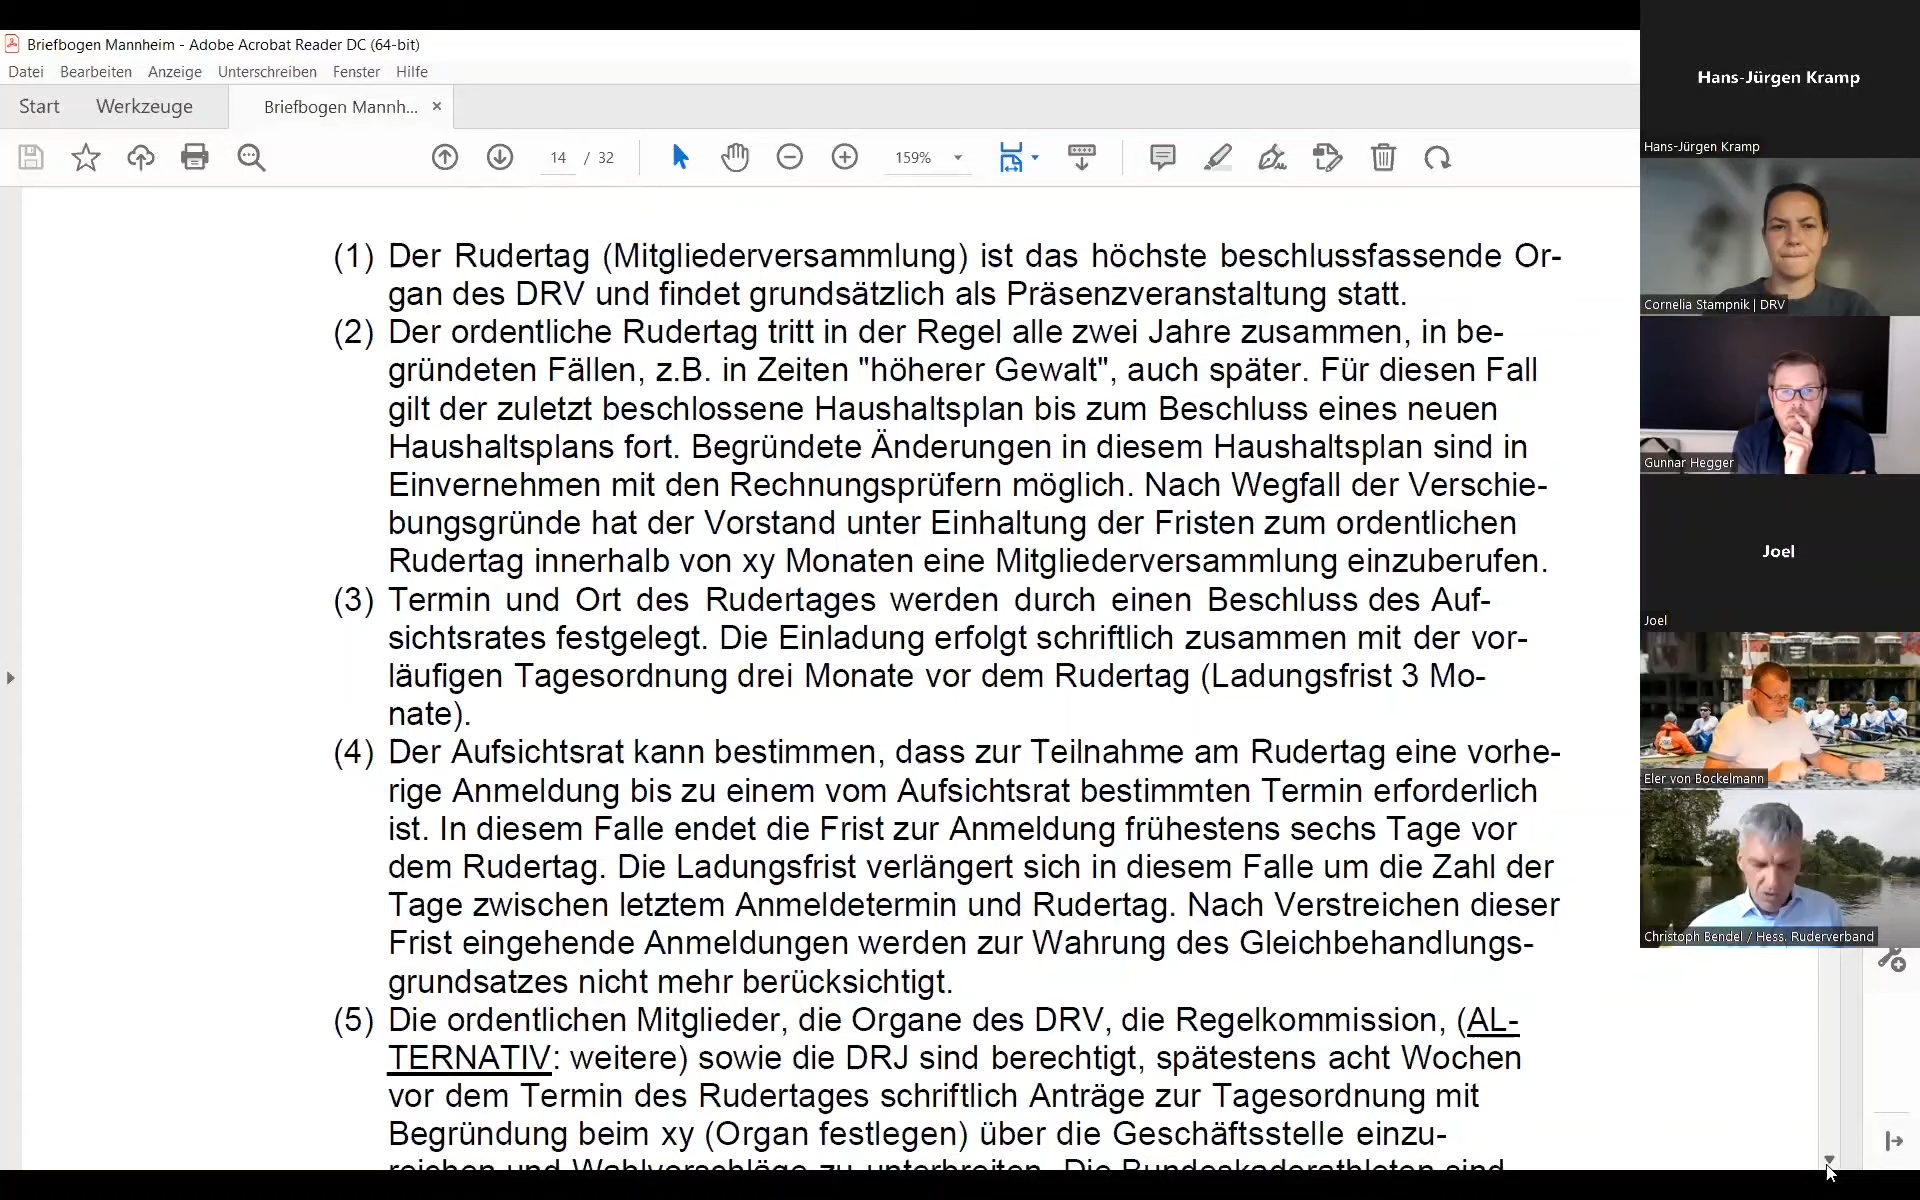 Briefbogen Mannheim - Adobe Acrobat Reader DC (64-bit)
Datei Bearbeiten Anzeige Unterschreiben Fenster Hilfe
Start Werkzeuge Briefbogen Mannh... ×
14 / 32 159%
(1) Der Rudertag (Mitgliederversammlung) ist das höchste beschlussfassende Or-
gan des DRV und findet grundsätzlich als Präsenzveranstaltung statt.
(2) Der ordentliche Rudertag tritt in der Regel alle zwei Jahre zusammen, in be-
gründeten Fällen, z.B. in Zeiten "höherer Gewalt", auch später. Für diesen Fall
gilt der zuletzt beschlossene Haushaltsplan bis zum Beschluss eines neuen
Haushaltsplans fort. Begründete Änderungen in diesem Haushaltsplan sind in
Einvernehmen mit den Rechnungsprüfern möglich. Nach Wegfall der Verschie-
bungsgründe hat der Vorstand unter Einhaltung der Fristen zum ordentlichen
Rudertag innerhalb von xy Monaten eine Mitgliederversammlung einzuberufen.
(3) Termin und Ort des Rudertages werden durch einen Beschluss des Auf-
sichtsrates festgelegt. Die Einladung erfolgt schriftlich zusammen mit der vor-
läufigen Tagesordnung drei Monate vor dem Rudertag (Ladungsfrist 3 Mo-
nate).
(4) Der Aufsichtsrat kann bestimmen, dass zur Teilnahme am Rudertag eine vorhe-
rige Anmeldung bis zu einem vom Aufsichtsrat bestimmten Termin erforderlich
ist. In diesem Falle endet die Frist zur Anmeldung frühestens sechs Tage vor
dem Rudertag. Die Ladungsfrist verlängert sich in diesem Falle um die Zahl der
Tage zwischen letztem Anmeldetermin und Rudertag. Nach Verstreichen dieser
Frist eingehende Anmeldungen werden zur Wahrung des Gleichbehandlungs-
grundsatzes nicht mehr berücksichtigt.
(5) Die ordentlichen Mitglieder, die Organe des DRV, die Regelkommission, (AL-
TERNATIV: weitere) sowie die DRJ sind berechtigt, spätestens acht Wochen
vor dem Termin des Rudertages schriftlich Anträge zur Tagesordnung mit
Begründung beim xy (Organ festlegen) über die Geschäftsstelle einzu-
reichen und Wahlvorschläge zu unterbreiten. Die Bundeskaderathleten sind
Hans-Jürgen Kramp
Hans-Jürgen Kramp
Cornelia Stampnik | DRV
Gunnar Hegger
Joel
Joel
Eler von Bockelmann
Christoph Bendel / Hess. Ruderverband